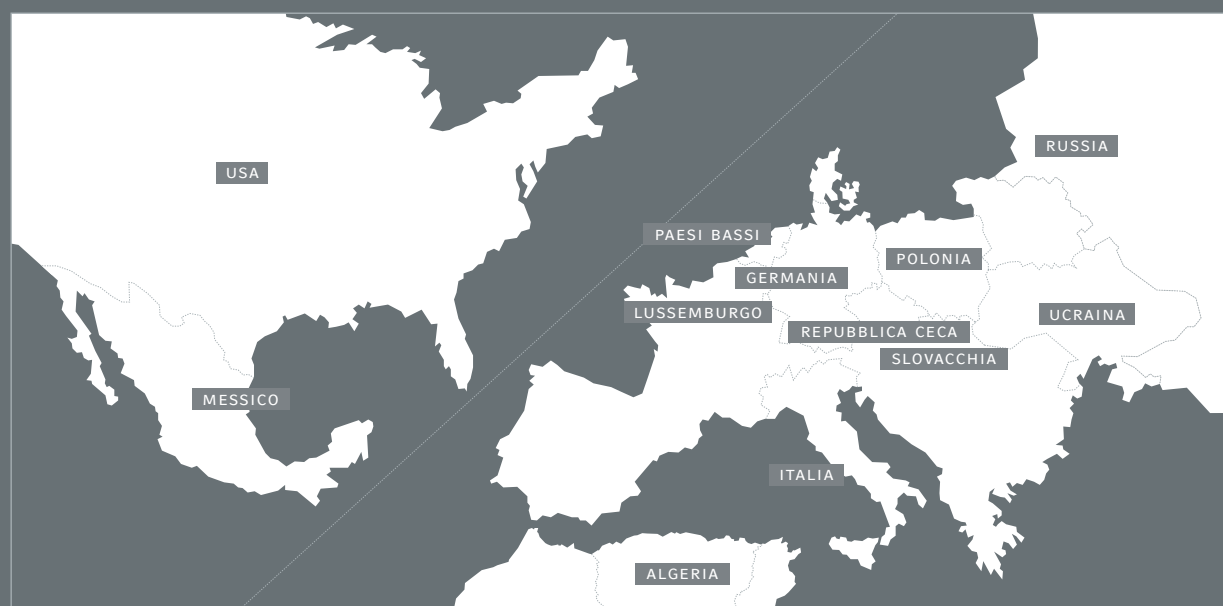 USA
RUSSIA
PAESI BASSI
POLONIA
GERMANIA
LUSSEMBURGO
UCRAINA
REPUBBLICA CECA
SLOVACCHIA
MESSICO
ITALIA
ALGERIA